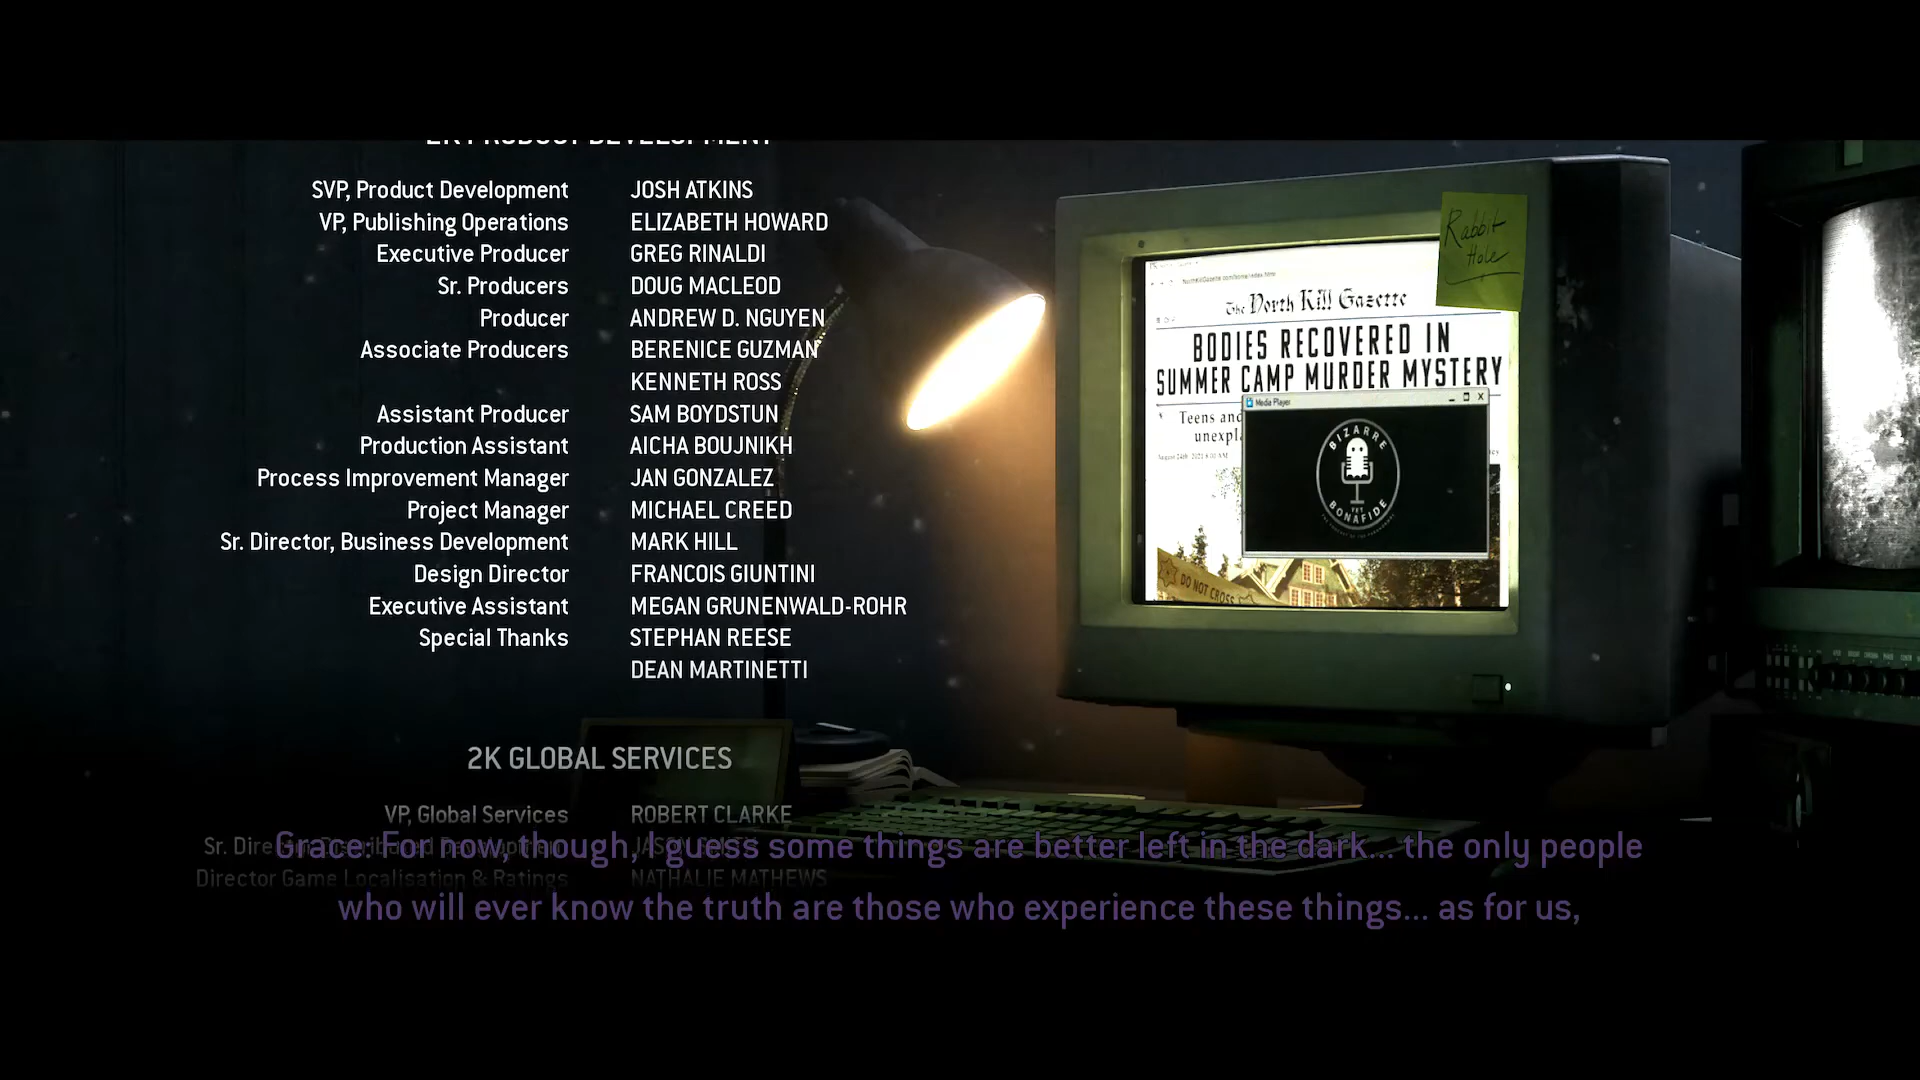 2K PRODUCT DEVELOPMENT
SVP, Product Development JOSH ATKINS
VP, Publishing Operations ELIZABETH HOWARD
Executive Producer GREG RINALDI
Sr. Producers DOUG MACLEOD
Producer ANDREW D. NGUYEN
Associate Producers BERENICE GUZMAN
KENNETH ROSS
Assistant Producer SAM BOYDSTUN
Production Assistant AICHA BOUJNIKH
Process Improvement Manager JAN GONZALEZ
Project Manager MICHAEL CREED
Sr. Director, Business Development MARK HILL
Design Director FRANCOIS GIUNTINI
Executive Assistant MEGAN GRUNENWALD-ROHR
Special Thanks STEPHAN REESE
DEAN MARTINETTI
2K GLOBAL SERVICES
VP, Global Services ROBERT CLARKE
Sr.
Director Game Localisation & Ratings NATHALIE MATHEWS
Grace: For now, though, I guess some things are better left in the dark... the only people
who will ever know the truth are those who experience these things... as for us,
Rabbit
Hole
The North Kill Gazette
BODIES RECOVERED IN
SUMMER CAMP MURDER MYSTERY
Teens and
Media Player
BIZARRE
YET
BONAFIDE
DO NOT CROSS